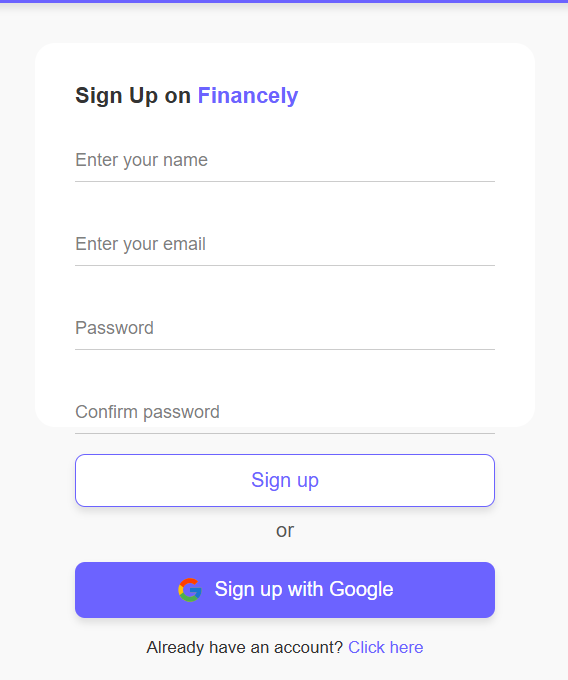 Sign Up on Financely
Enter your name
Enter your email
Password
Confirm password
Sign up
or
Sign up with Google
Already have an account? Click here